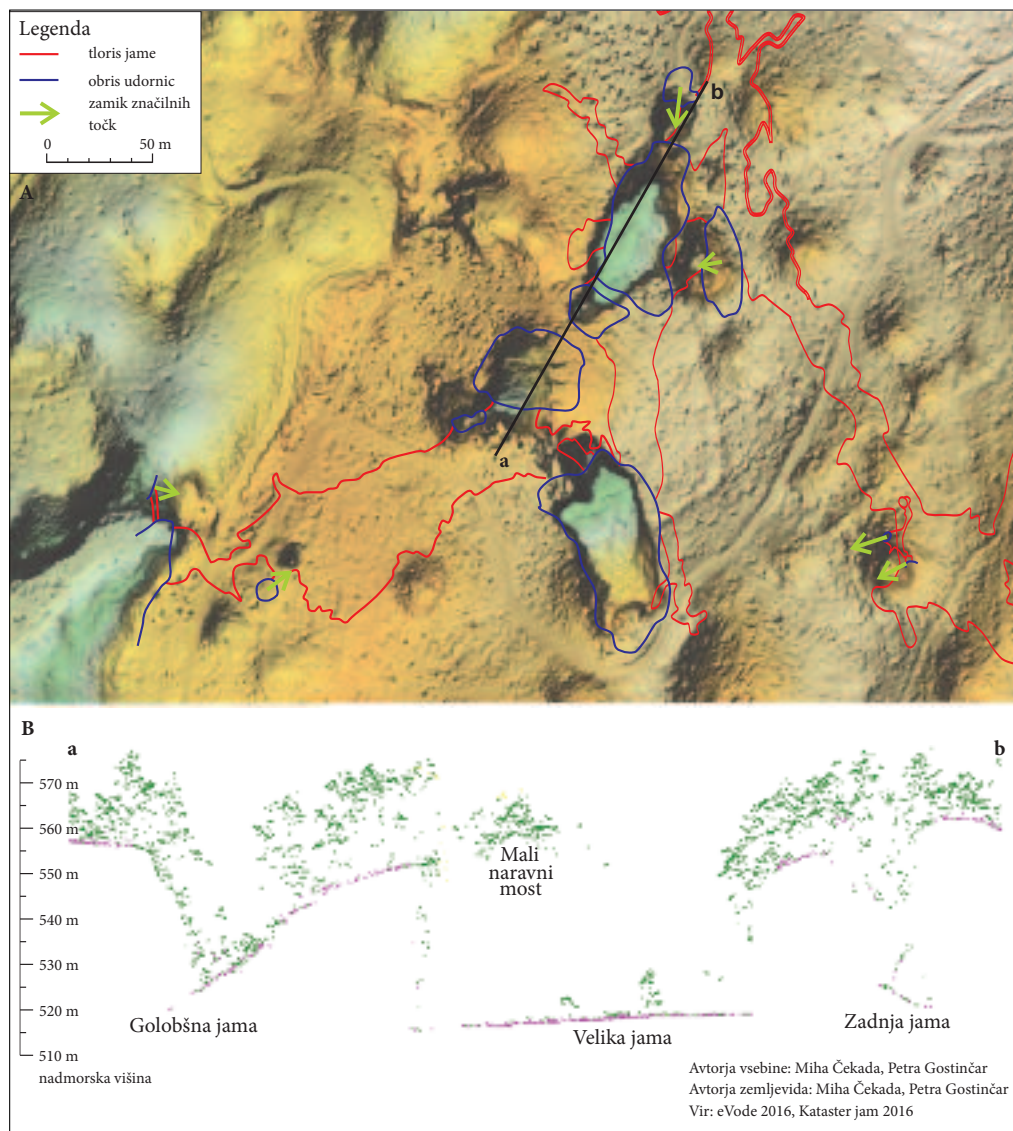 Legenda
tloris jame
obris udornic
zamik značilnih
točk
0 50 m
A
b
a
B
a b
570 m
560 m
550 m
540 m
530 m
520 m
510 m
nadmorska višina
Mali
naravni
most
Golobšna jama
Velika jama
Zadnja jama
Avtorja vsebine: Miha Čekada, Petra Gostinčar
Avtorja zemljevida: Miha Čekada, Petra Gostinčar
Vir: eVode 2016, Kataster jam 2016